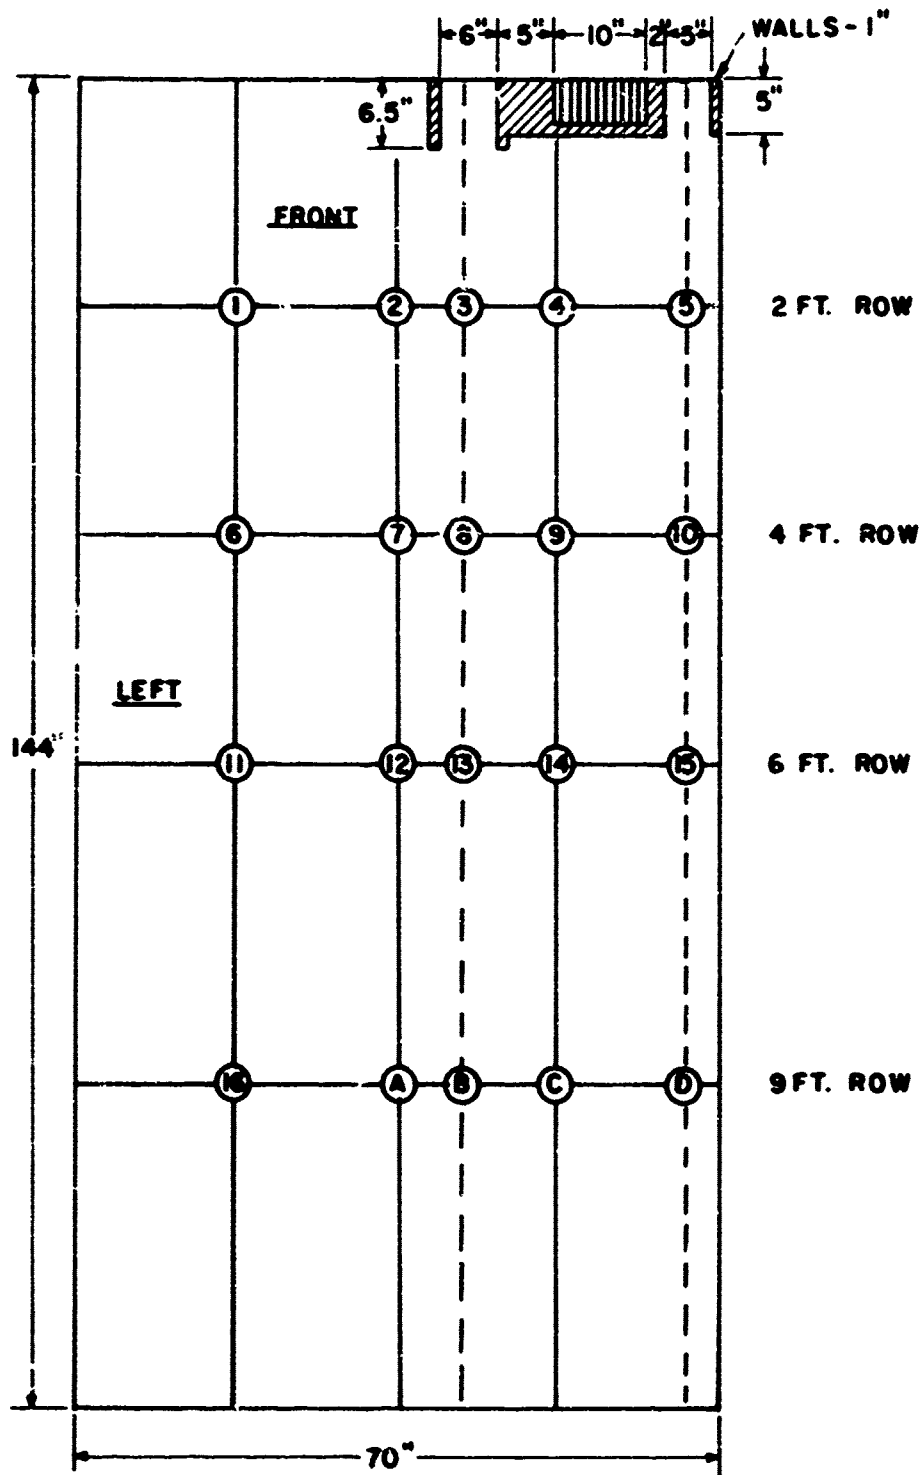 6" 5" 10" 2" 5" WALLS - 1"
6.5" 5"
FRONT
1 2 3 4 5 2 FT. ROW
6 7 8 9 10 4 FT. ROW
LEFT
144"
11 12 13 14 15 6 FT. ROW
16 A B C D 9 FT. ROW
70"